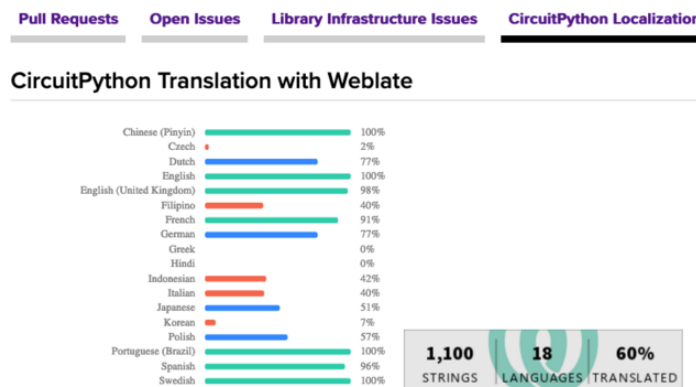 Pull Requests Open Issues Library Infrastructure Issues CircuitPython Localization
CircuitPython Translation with Weblate
Chinese (Pinyin) 100%
Czech 2%
Dutch 77%
English 100%
English (United Kingdom) 98%
Filipino 40%
French 91%
German 77%
Greek 0%
Hindi 0%
Indonesian 42%
Italian 40%
Japanese 51%
Korean 7%
Polish 57%
Portuguese (Brazil) 100%
Spanish 96%
Swedish 100%
1,100 18 60%
STRINGS LANGUAGES TRANSLATED